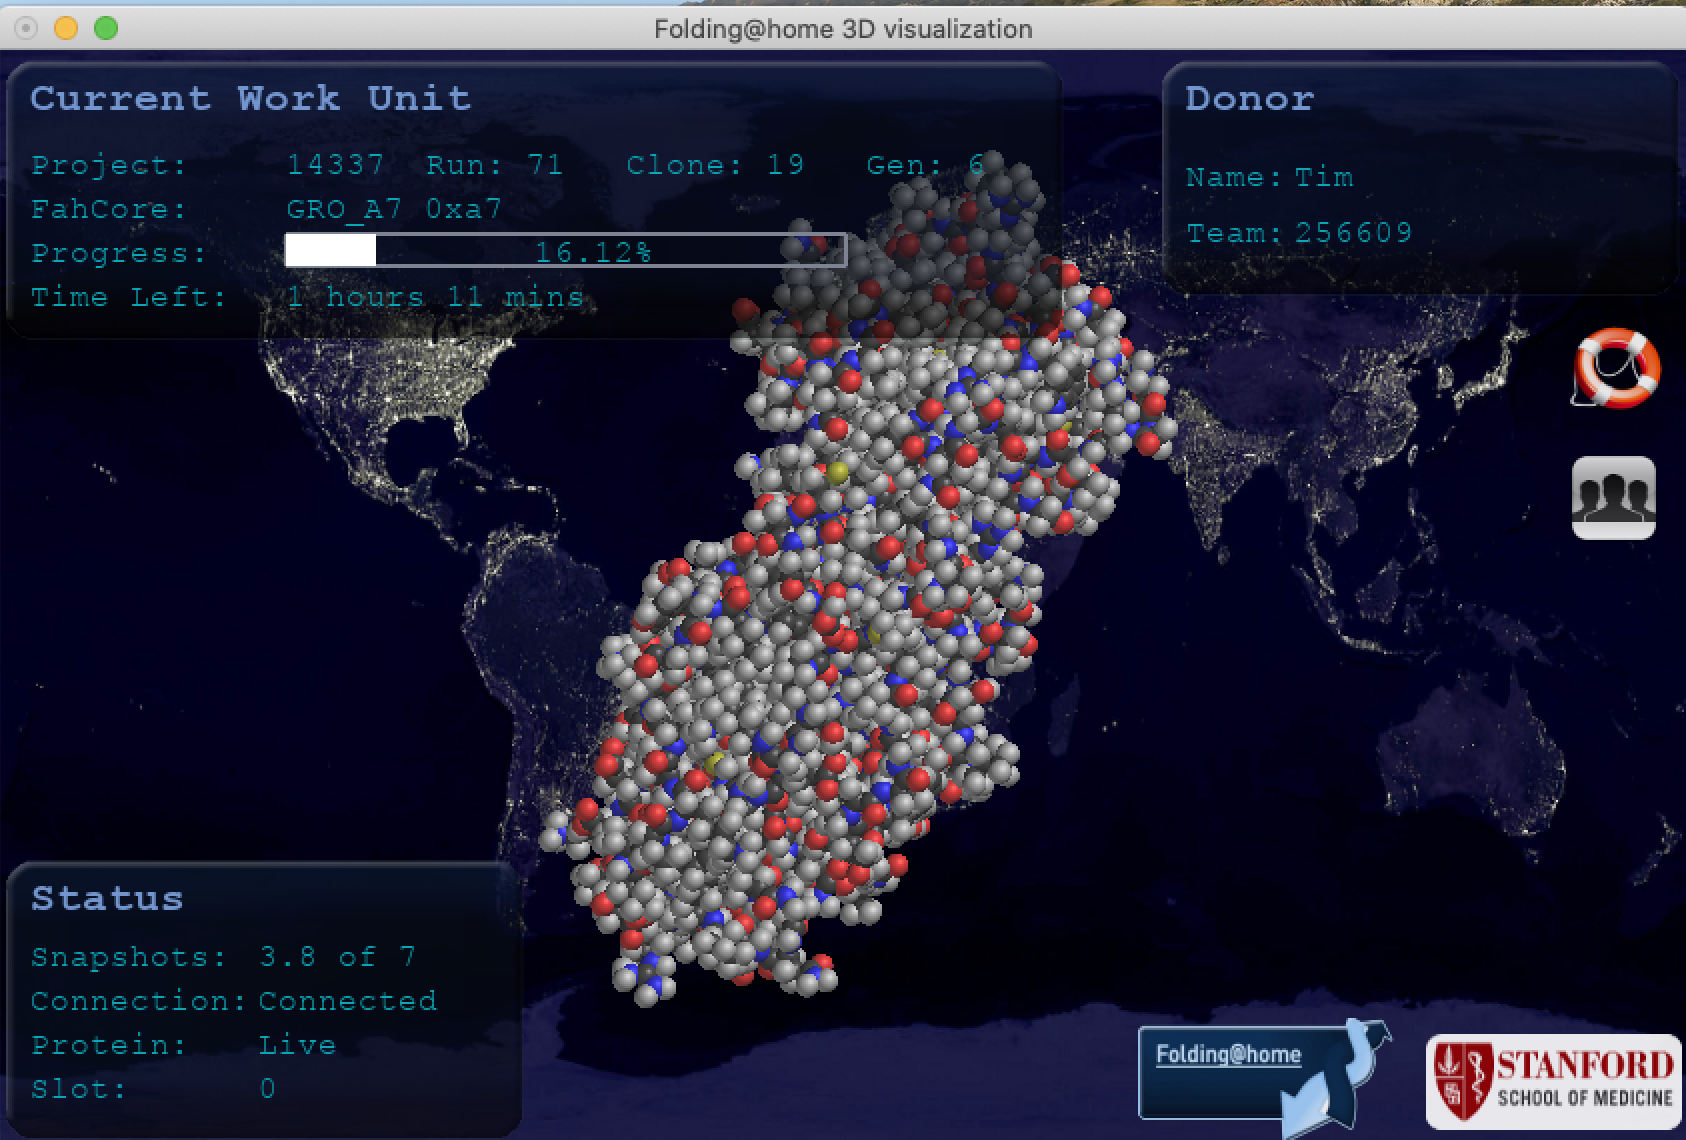 Folding@home 3D visualization
Current Work Unit
Project: 14337 Run: 71 Clone: 19 Gen: 6
FahCore: GRO_A7 0xa7
Progress: 16.12%
Time Left: 1 hours 11 mins
Donor
Name: Tim
Team: 256609
Status
Snapshots: 3.8 of 7
Connection: Connected
Protein: Live
Slot: 0
Folding@home
STANFORD
SCHOOL OF MEDICINE